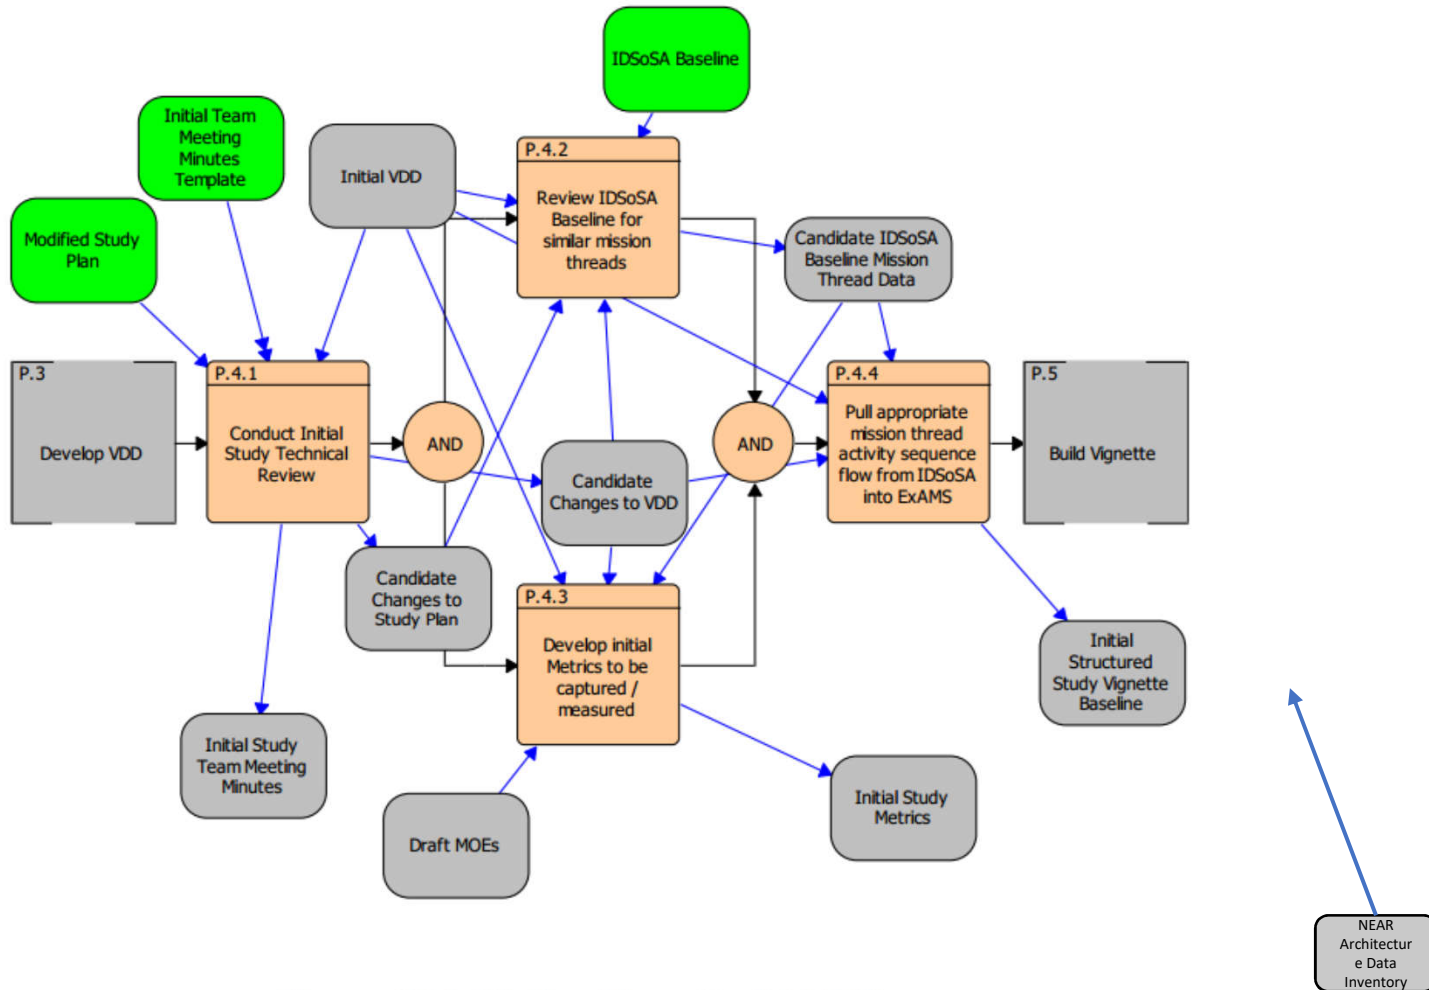 IDSoSA Baseline
Initial Team
Meeting
Minutes
Template
Initial VDD
P.4.2
Review IDSoSA
Baseline for
similar mission
threads
Modified Study
Plan
Candidate IDSoSA
Baseline Mission
Thread Data
P.3
Develop VDD
P.4.1
Conduct Initial
Study Technical
Review
AND
Candidate
Changes to VDD
AND
P.4.4
Pull appropriate
mission thread
activity sequence
flow from IDSoSA
into ExAMS
P.5
Build Vignette
Candidate
Changes to
Study Plan
P.4.3
Develop initial
Metrics to be
captured /
measured
Initial
Structured
Study Vignette
Baseline
Initial Study
Team Meeting
Minutes
Draft MOEs
Initial Study
Metrics
NEAR
Architectur
e Data
Inventory